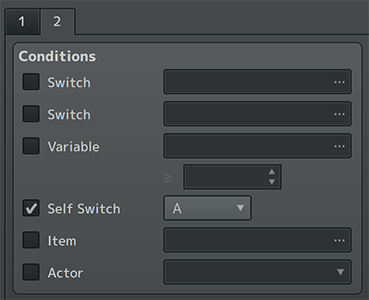 1 2
Conditions
Switch ...
Switch ...
Variable ...
≥
Self Switch A
Item ...
Actor